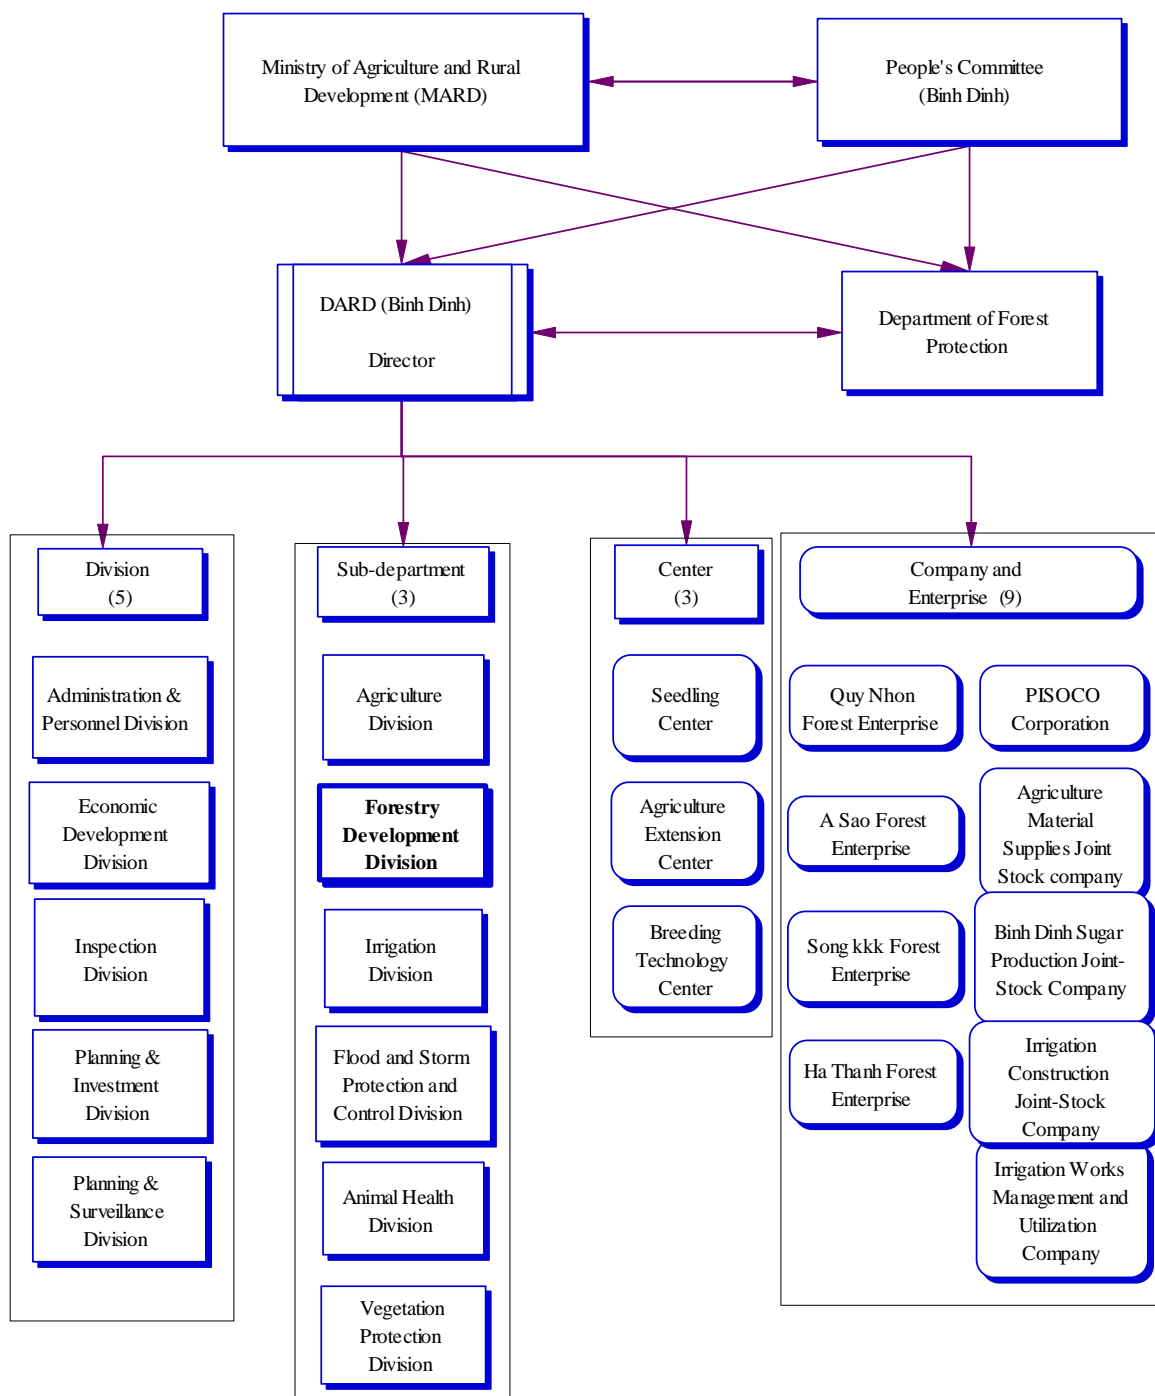 Ministry of Agriculture and Rural
Development (MARD)
People's Committee
(Binh Dinh)
DARD (Binh Dinh)
Director
Department of Forest
Protection
Division
(5)
Administration &
Personnel Division
Economic
Development
Division
Inspection
Division
Planning &
Investment
Division
Planning &
Surveillance
Division
Sub-department
(3)
Agriculture
Division
Forestry
Development
Division
Irrigation
Division
Flood and Storm
Protection and
Control Division
Animal Health
Division
Vegetation
Protection
Division
Center
(3)
Seedling
Center
Agriculture
Extension
Center
Breeding
Technology
Center
Company and
Enterprise (9)
Quy Nhon
Forest Enterprise
A Sao Forest
Enterprise
Song kkk Forest
Enterprise
Ha Thanh Forest
Enterprise
PISOCO
Corporation
Agriculture
Material
Supplies Joint
Stock company
Binh Dinh Sugar
Production Joint-
Stock Company
Irrigation
Construction
Joint-Stock
Company
Irrigation Works
Management and
Utilization
Company